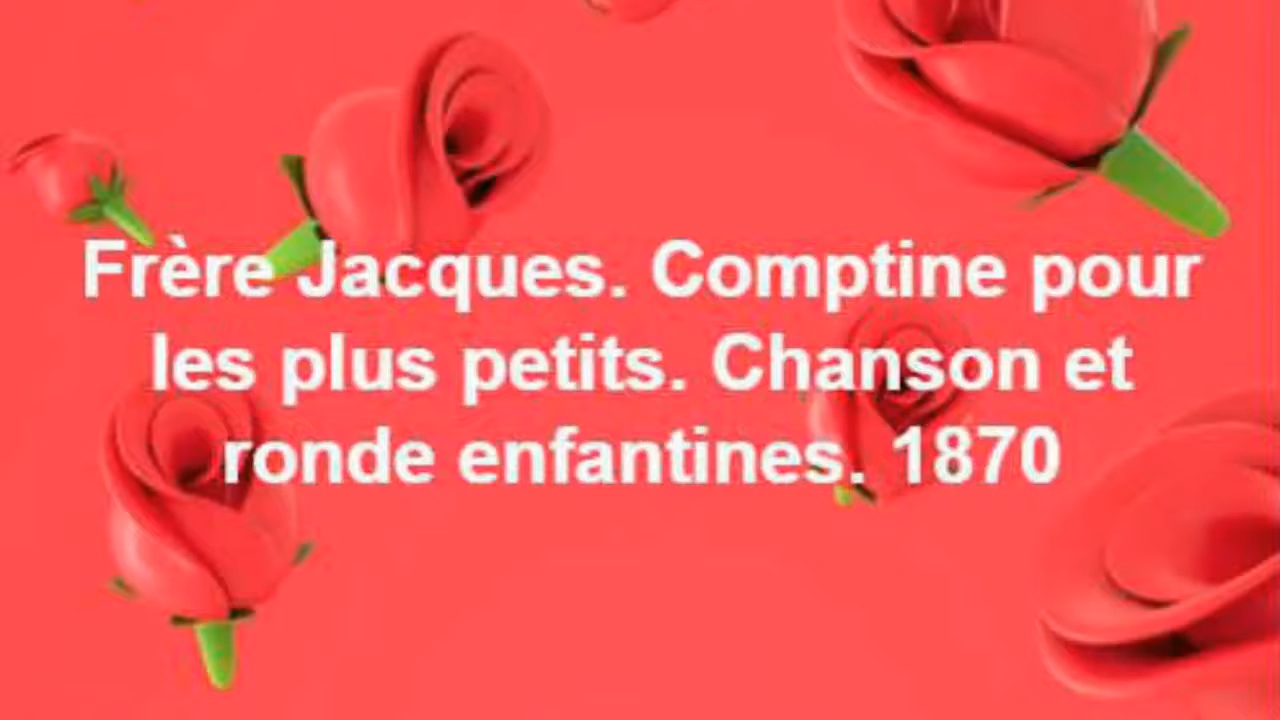 Frère Jacques. Comptine pour
les plus petits. Chanson et
ronde enfantines. 1870